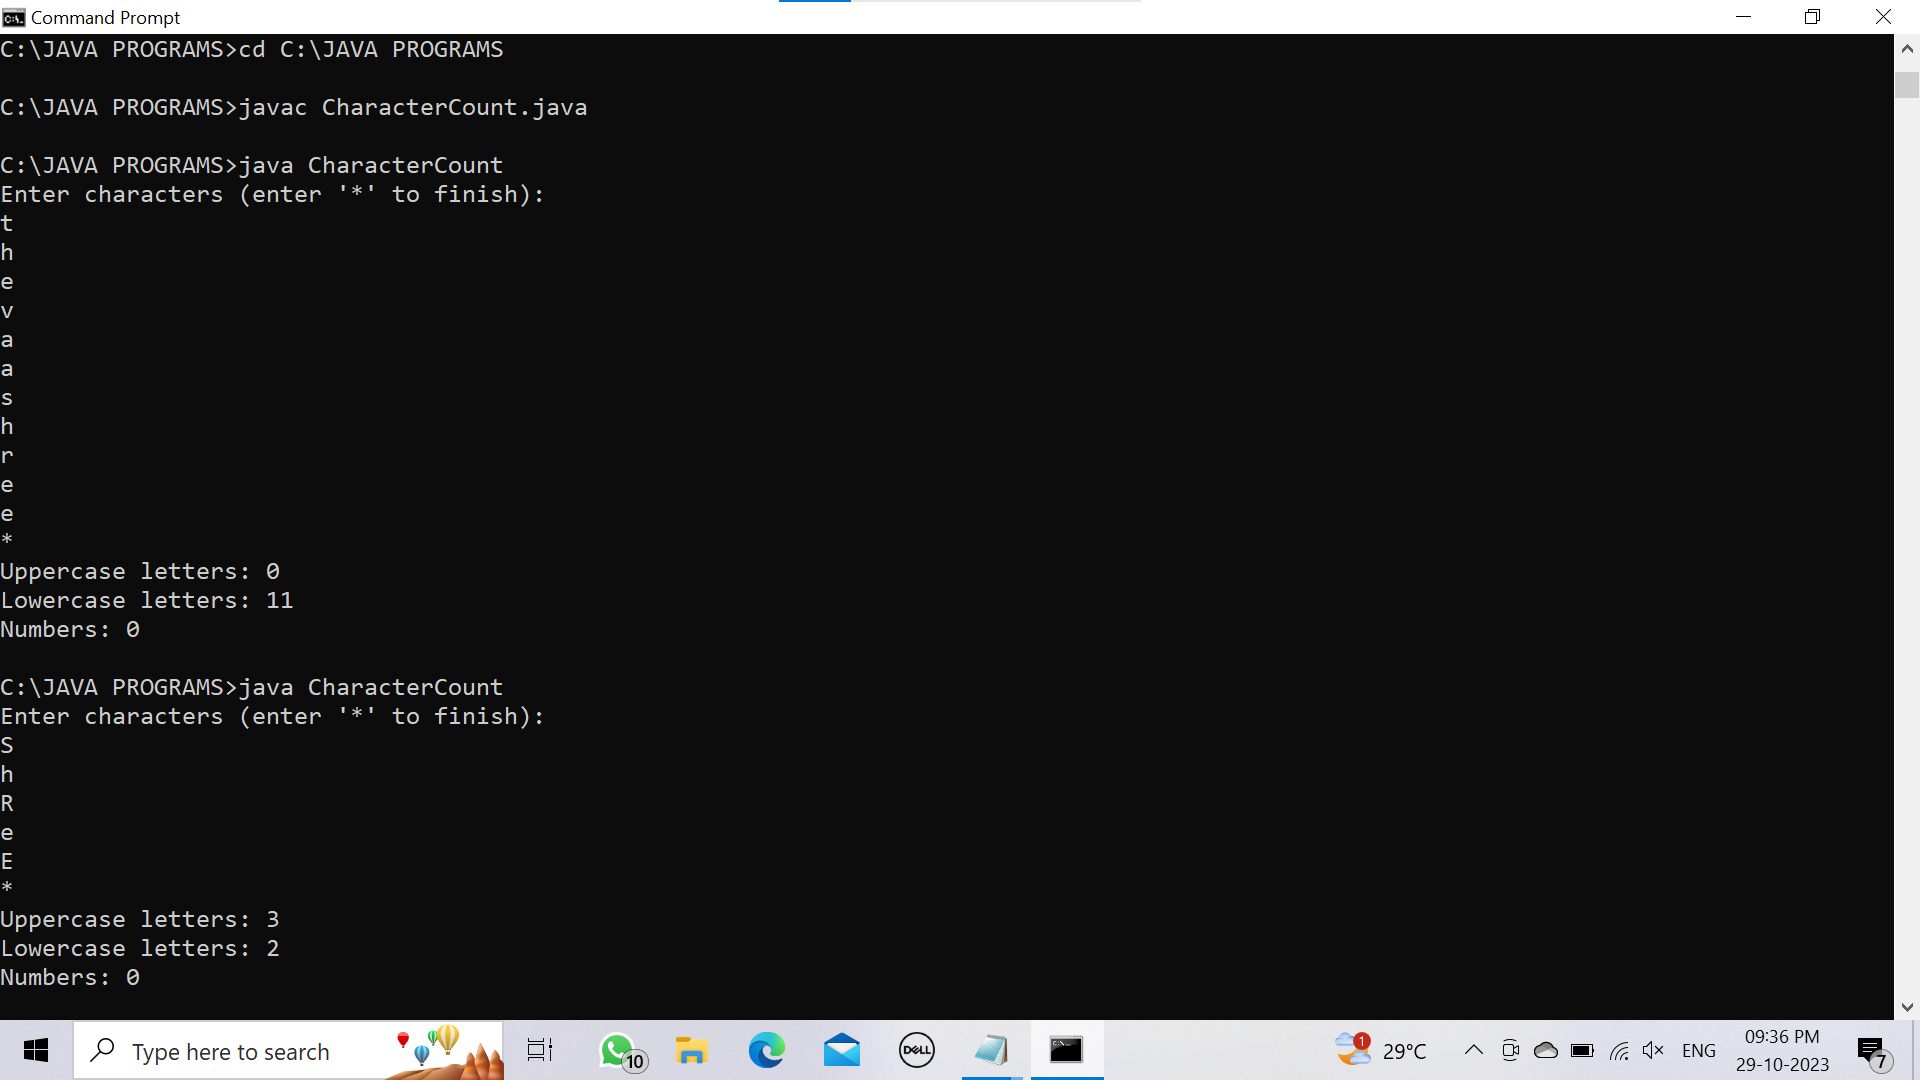 Command Prompt
C:\JAVA PROGRAMS>cd C:\JAVA PROGRAMS
C:\JAVA PROGRAMS>javac CharacterCount.java
C:\JAVA PROGRAMS>java CharacterCount
Enter characters (enter '*' to finish):
t
h
e
v
a
a
s
h
r
e
e
*
Uppercase letters: 0
Lowercase letters: 11
Numbers: 0
C:\JAVA PROGRAMS>java CharacterCount
Enter characters (enter '*' to finish):
S
h
R
e
E
*
Uppercase letters: 3
Lowercase letters: 2
Numbers: 0
Type here to search
10
DELL
1
29°C
ENG
09:36 PM
29-10-2023
7